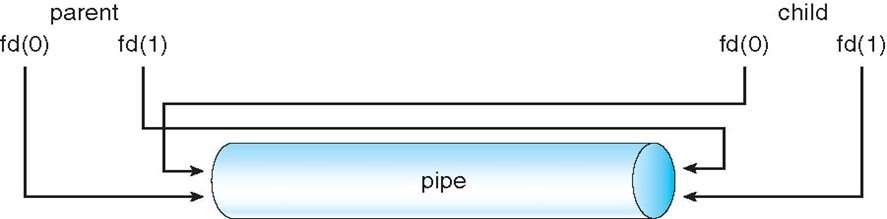 parent child
fd(0) fd(1) fd(0) fd(1)
pipe